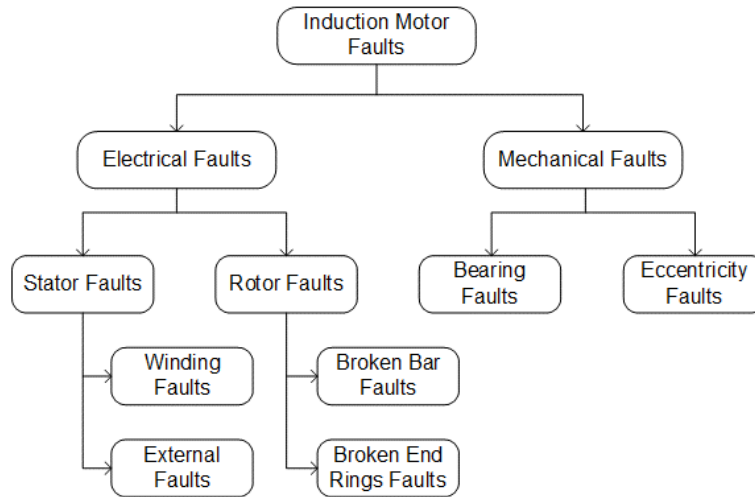 Induction Motor
Faults
Electrical Faults
Mechanical Faults
Stator Faults
Rotor Faults
Bearing
Faults
Eccentricity
Faults
Winding
Faults
Broken Bar
Faults
External
Faults
Broken End
Rings Faults